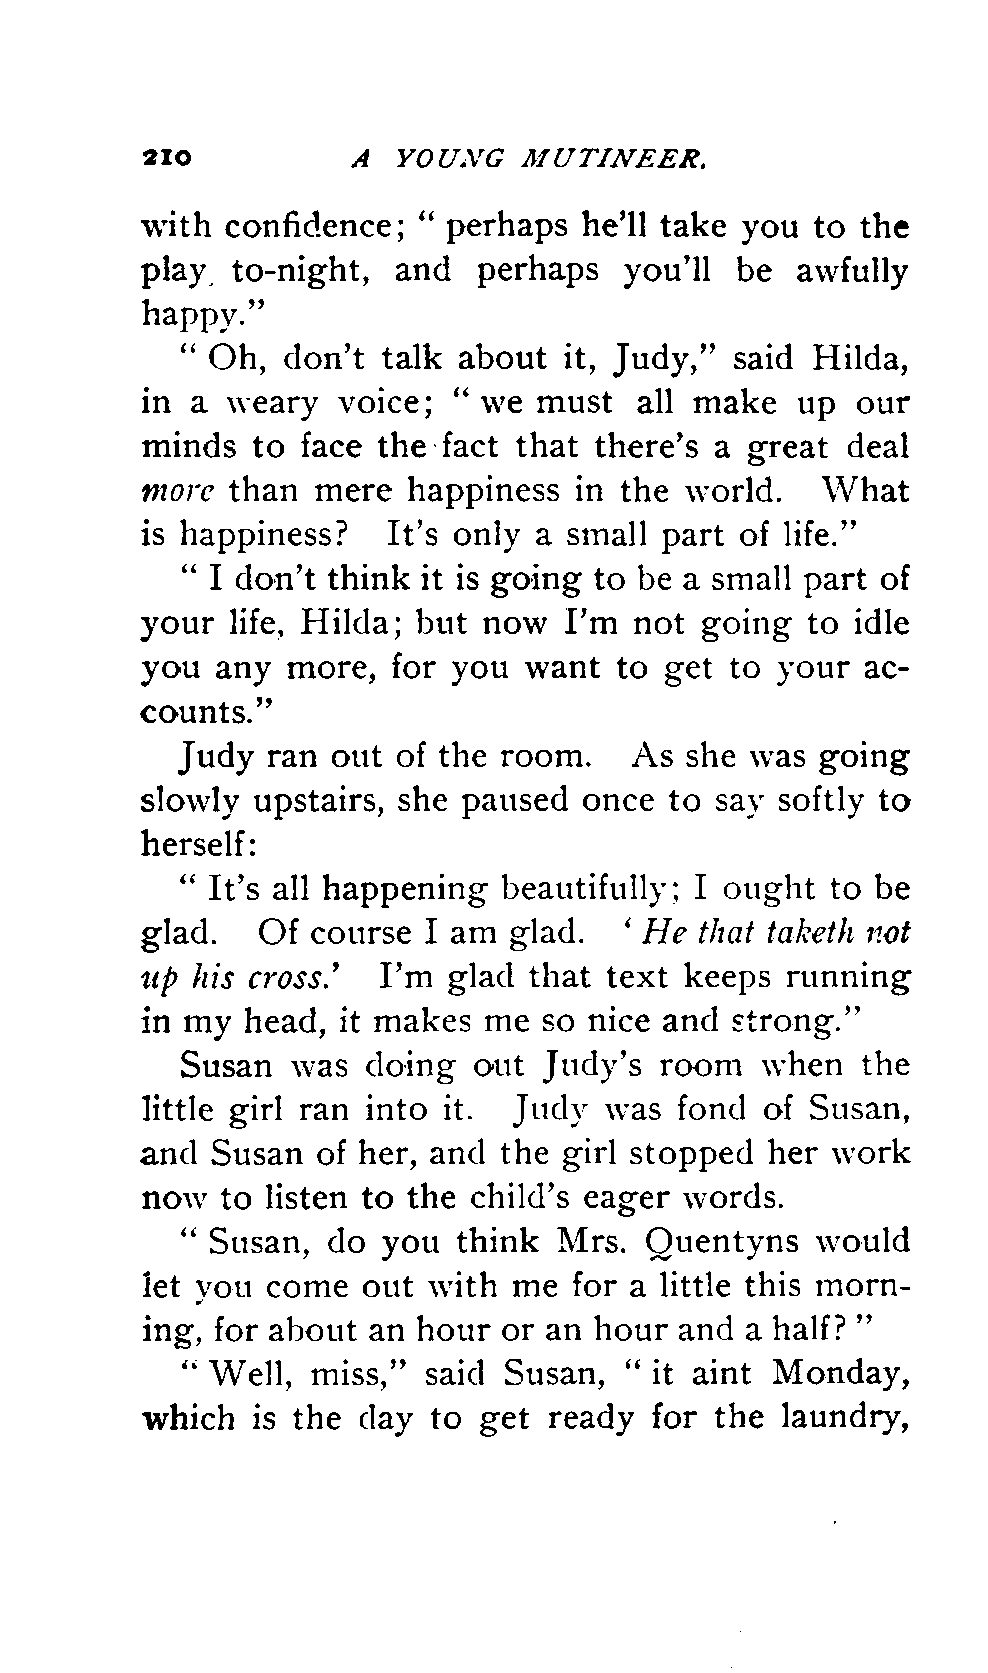 210 A YOUNG MUTINEER.
with confidence; " perhaps he'll take you to the
play, to-night, and perhaps you'll be awfully
happy."
" Oh, don't talk about it, Judy," said Hilda,
in a weary voice; " we must all make up our
minds to face the fact that there's a great deal
more than mere happiness in the world. What
is happiness? It's only a small part of life."
" I don't think it is going to be a small part of
your life, Hilda; but now I'm not going to idle
you any more, for you want to get to your ac-
counts."
Judy ran out of the room. As she was going
slowly upstairs, she paused once to say softly to
herself:
" It's all happening beautifully; I ought to be
glad. Of course I am glad. ' He that taketh not
up his cross.' I'm glad that text keeps running
in my head, it makes me so nice and strong."
Susan was doing out Judy's room when the
little girl ran into it. Judy was fond of Susan,
and Susan of her, and the girl stopped her work
now to listen to the child's eager words.
" Susan, do you think Mrs. Quentyns would
let you come out with me for a little this morn-
ing, for about an hour or an hour and a half? "
" Well, miss," said Susan, " it aint Monday,
which is the day to get ready for the laundry,